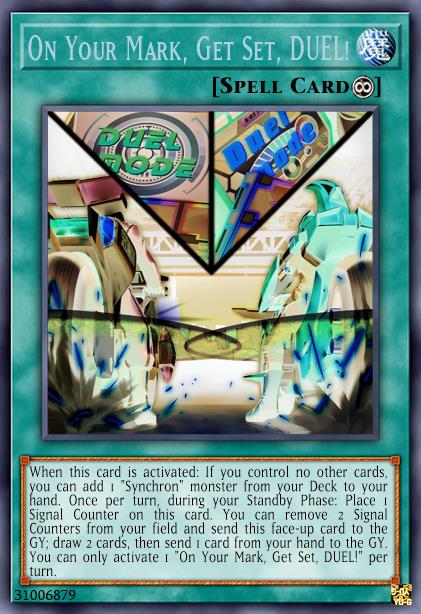 On Your Mark, Get Set, DUEL!
魔
[Spell Card]
DUEL
MODE
Duel
Mode
When this card is activated: If you control no other cards,
you can add 1 "Synchron" monster from your Deck to your
hand. Once per turn, during your Standby Phase: Place 1
Signal Counter on this card. You can remove 2 Signal
Counters from your field and send this face-up card to the
GY; draw 2 cards, then send 1 card from your hand to the GY.
You can only activate 1 "On Your Mark, Get Set, DUEL!" per
turn.
31006879